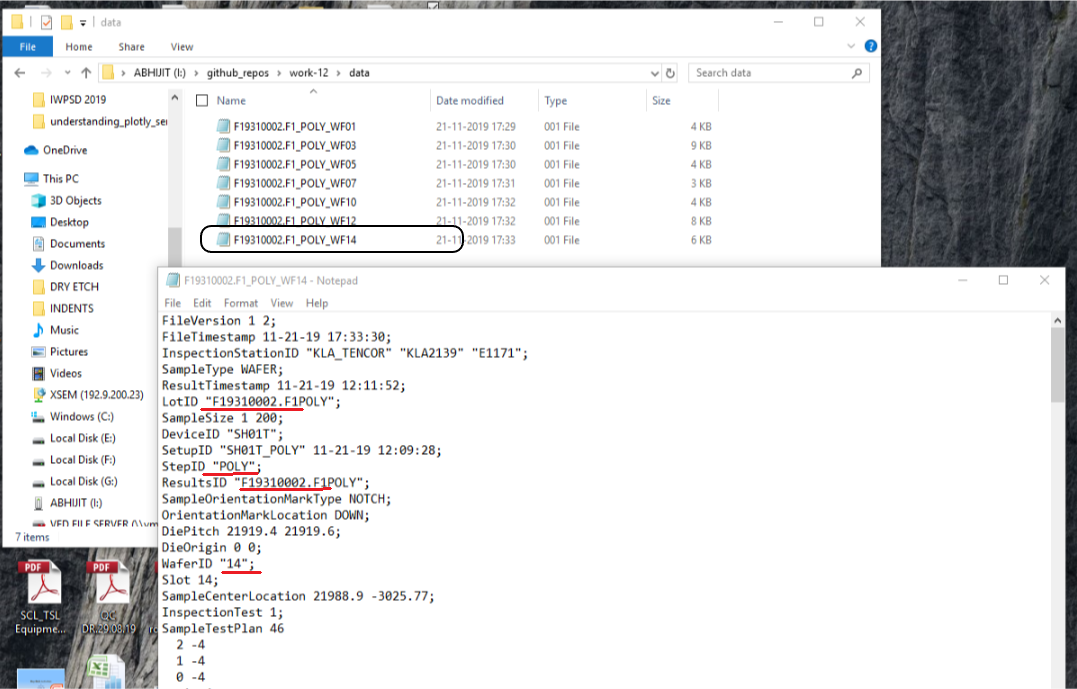 data
File Home Share View
ABHIJIT (I:) › github_repos › work-12 › data
Search data
IWPSD 2019
understanding_plotly_ser
OneDrive
This PC
3D Objects
Desktop
Documents
Downloads
DRY ETCH
INDENTS
Music
Pictures
Videos
XSEM (192.9.200.23)
Windows (C:)
Local Disk (E:)
Local Disk (F:)
Local Disk (G:)
ABHIJIT (I:)
7 items
Name Date modified Type Size
F19310002.F1_POLY_WF01 21-11-2019 17:29 001 File 4 KB
F19310002.F1_POLY_WF03 21-11-2019 17:30 001 File 9 KB
F19310002.F1_POLY_WF05 21-11-2019 17:30 001 File 4 KB
F19310002.F1_POLY_WF07 21-11-2019 17:31 001 File 3 KB
F19310002.F1_POLY_WF10 21-11-2019 17:32 001 File 4 KB
F19310002.F1_POLY_WF12 21-11-2019 17:32 001 File 8 KB
F19310002.F1_POLY_WF14 21-11-2019 17:33 001 File 6 KB
F19310002.F1_POLY_WF14 - Notepad
File Edit Format View Help
FileVersion 1 2;
FileTimestamp 11-21-19 17:33:30;
InspectionStationID "KLA_TENCOR" "KLA2139" "E1171";
SampleType WAFER;
ResultTimestamp 11-21-19 12:11:52;
LotID "F19310002.F1POLY";
SampleSize 1 200;
DeviceID "SH01T";
SetupID "SH01T_POLY" 11-21-19 12:09:28;
StepID "POLY";
ResultsID "F19310002.F1POLY";
SampleOrientationMarkType NOTCH;
OrientationMarkLocation DOWN;
DiePitch 21919.4 21919.6;
DieOrigin 0 0;
WaferID "14";
Slot 14;
SampleCenterLocation 21988.9 -3025.77;
InspectionTest 1;
SampleTestPlan 46
2 -4
1 -4
0 -4
PDF PDF
SCL_TSL
Equipme...
QC
DR.29.08.19